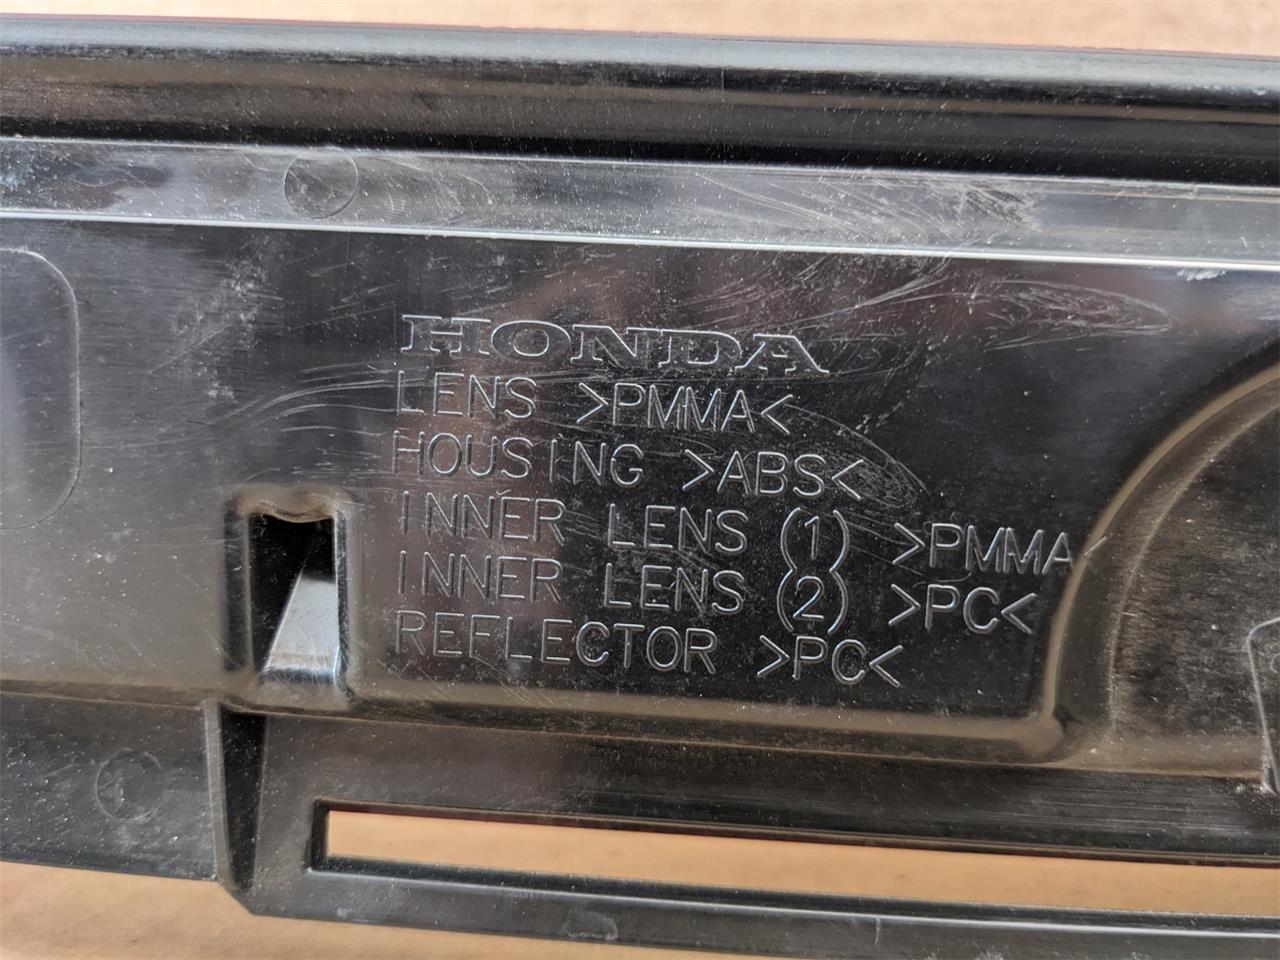 HONDA
LENS >PMMA<
HOUSING >ABS<
INNER LENS (1) >PMMA<
INNER LENS (2) >PC<
REFLECTOR >PC<